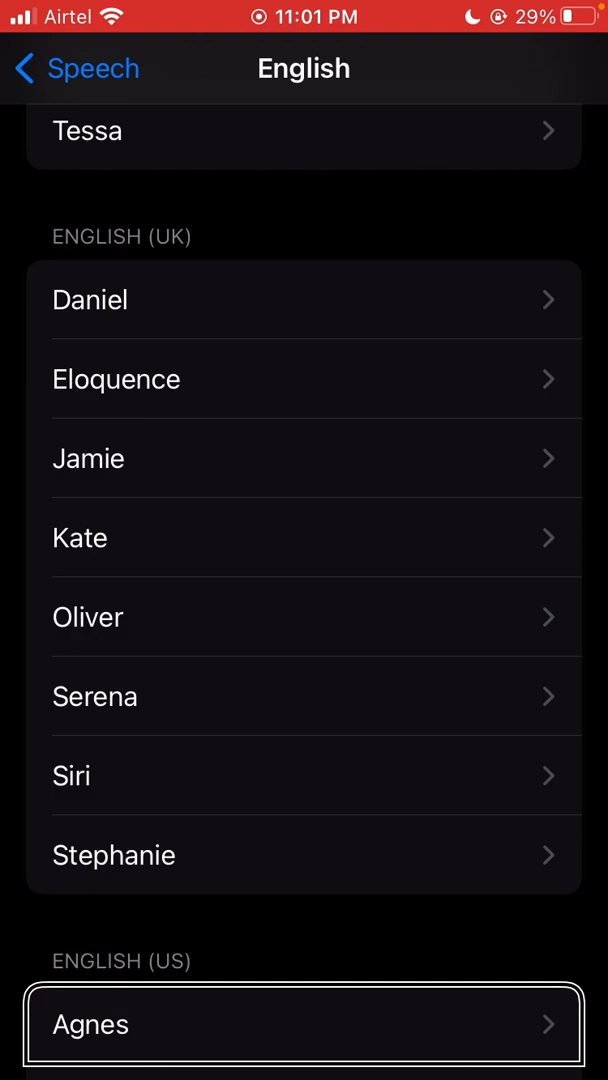 Airtel 11:01 PM 29%
Speech English
Tessa
ENGLISH (UK)
Daniel
Eloquence
Jamie
Kate
Oliver
Serena
Siri
Stephanie
ENGLISH (US)
Agnes